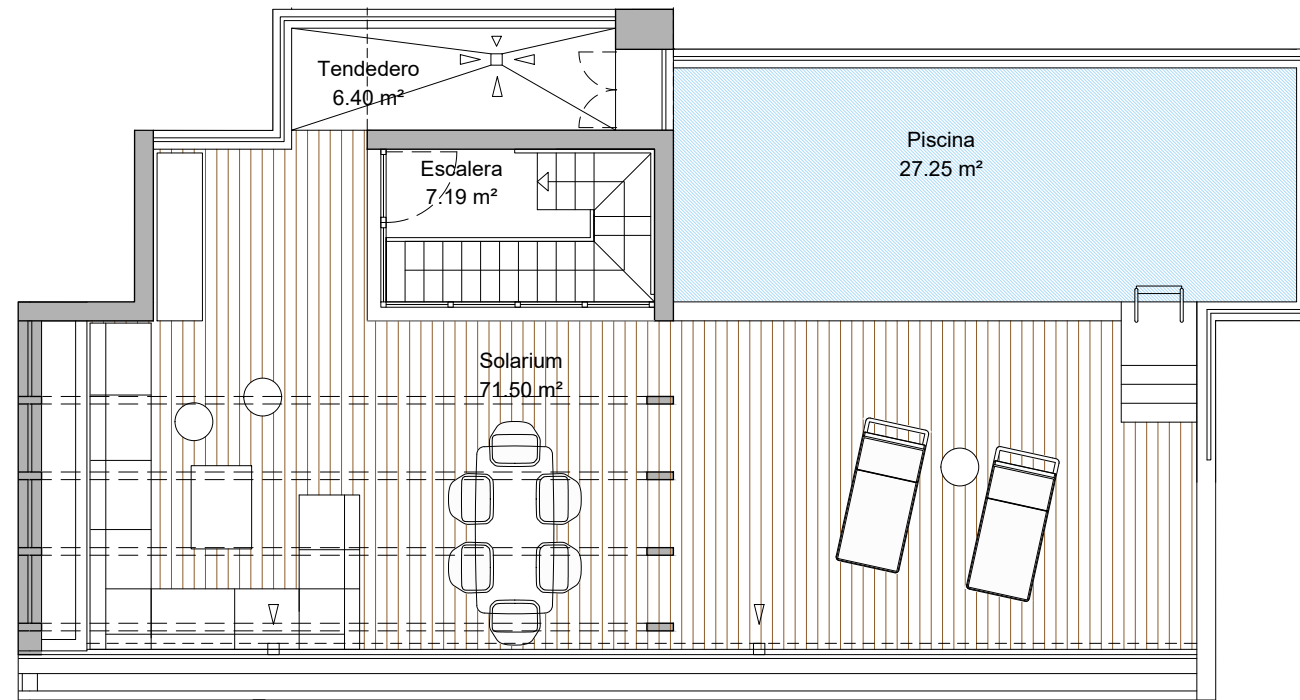 Tendedero
6.40 m²
Escalera
7.19 m²
Piscina
27.25 m²
Solarium
71.50 m²